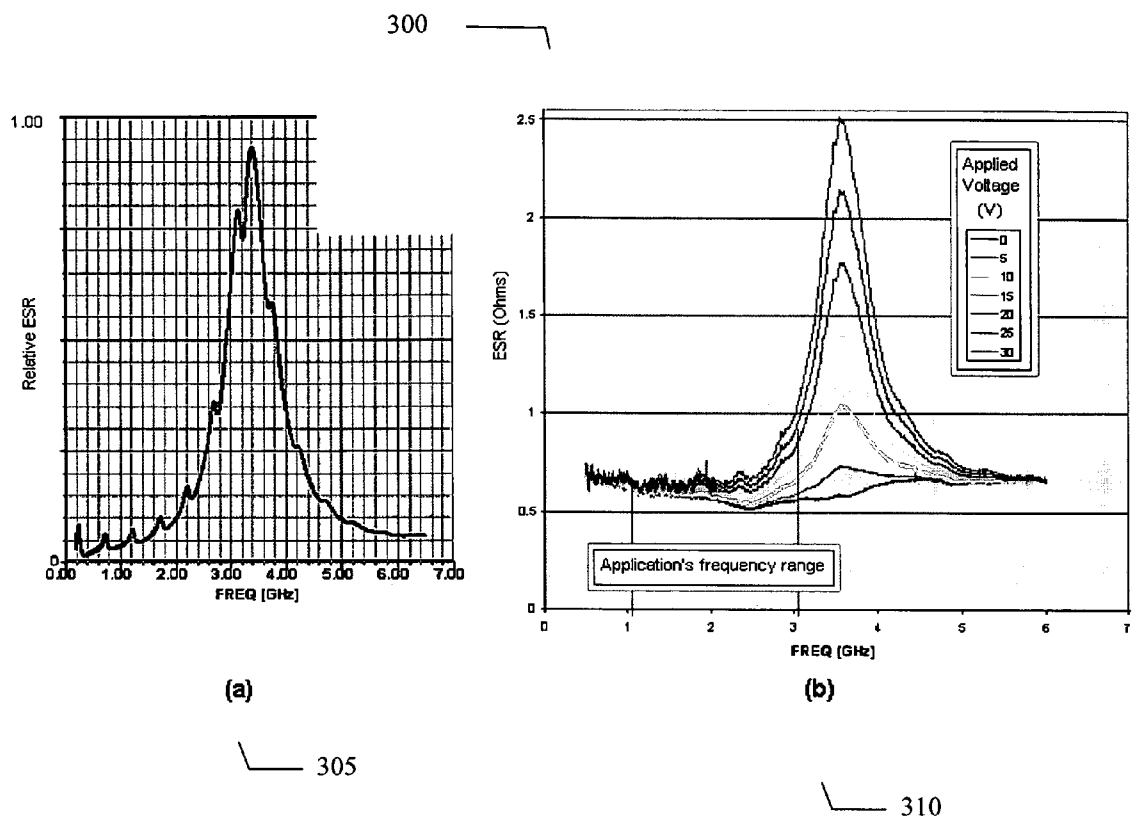 300
1.00
Relative ESR
0
0.00 1.00 2.00 3.00 4.00 5.00 6.00 7.00
FREQ [GHz]
(a)
305
2.5
2
1.5
1
0.5
0
ESR (Ohms)
Applied
Voltage
(V)
0
5
10
15
20
25
30
Application's frequency range
0 1 2 3 4 5 6 7
FREQ [GHz]
(b)
310